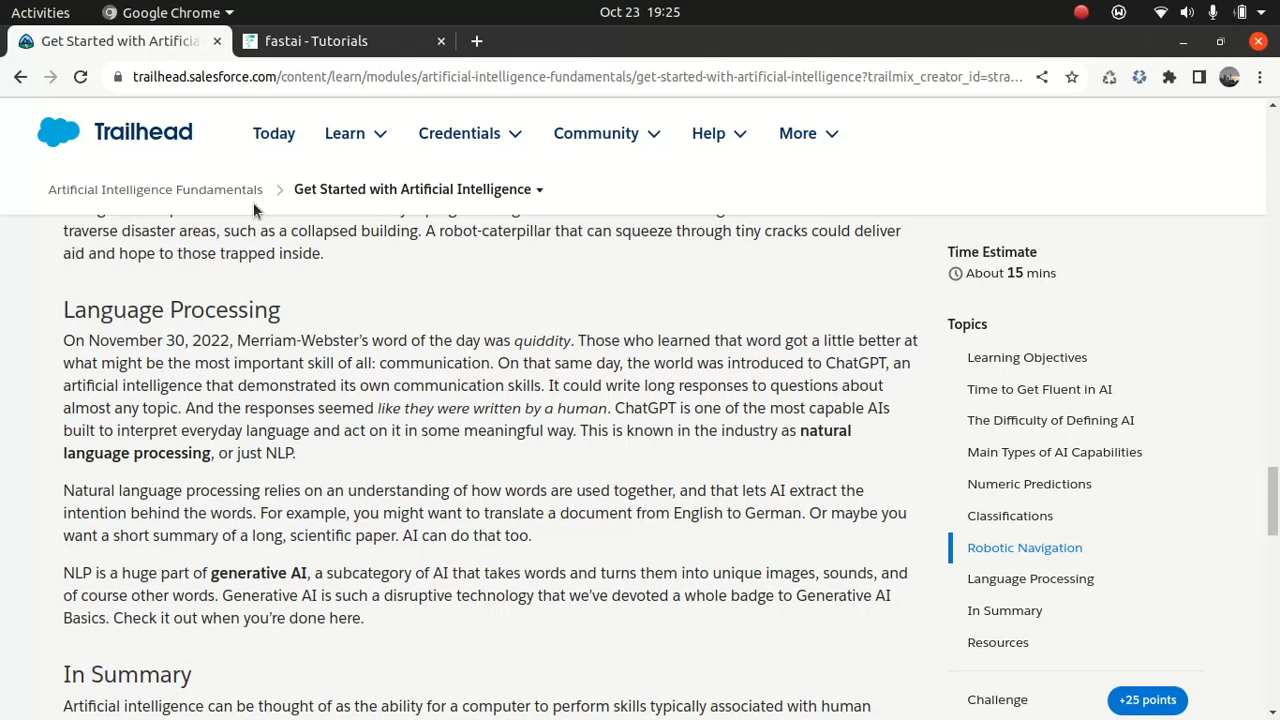 Activities
Google Chrome
Oct 23 19:25
Get Started with Artificia
fastai - Tutorials
trailhead.salesforce.com/content/learn/modules/artificial-intelligence-fundamentals/get-started-with-artificial-intelligence?trailmix_creator_id=stra...
Trailhead
Today
Learn
Credentials
Community
Help
More
Artificial Intelligence Fundamentals
Get Started with Artificial Intelligence
traverse disaster areas, such as a collapsed building. A robot-caterpillar that can squeeze through tiny cracks could deliver
aid and hope to those trapped inside.
Language Processing
On November 30, 2022, Merriam-Webster’s word of the day was quiddity. Those who learned that word got a little better at
what might be the most important skill of all: communication. On that same day, the world was introduced to ChatGPT, an
artificial intelligence that demonstrated its own communication skills. It could write long responses to questions about
almost any topic. And the responses seemed like they were written by a human. ChatGPT is one of the most capable AIs
built to interpret everyday language and act on it in some meaningful way. This is known in the industry as natural
language processing, or just NLP.
Natural language processing relies on an understanding of how words are used together, and that lets AI extract the
intention behind the words. For example, you might want to translate a document from English to German. Or maybe you
want a short summary of a long, scientific paper. AI can do that too.
NLP is a huge part of generative AI, a subcategory of AI that takes words and turns them into unique images, sounds, and
of course other words. Generative AI is such a disruptive technology that we’ve devoted a whole badge to Generative AI
Basics. Check it out when you’re done here.
In Summary
Artificial intelligence can be thought of as the ability for a computer to perform skills typically associated with human
Time Estimate
About 15 mins
Topics
Learning Objectives
Time to Get Fluent in AI
The Difficulty of Defining AI
Main Types of AI Capabilities
Numeric Predictions
Classifications
Robotic Navigation
Language Processing
In Summary
Resources
Challenge
+25 points